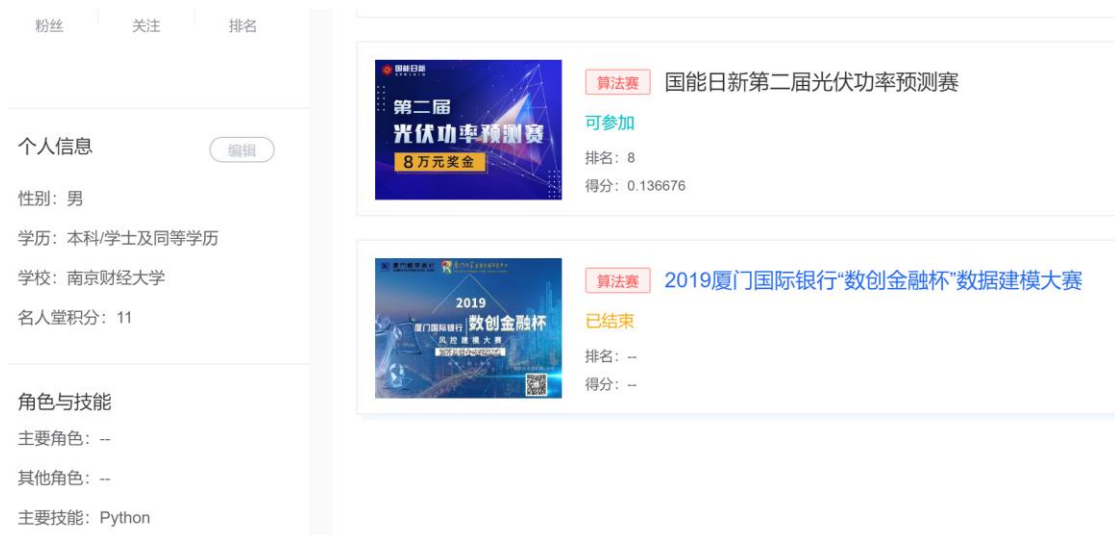 粉丝
关注
排名
个人信息
编辑
性别：男
学历：本科/学士及同等学历
学校：南京财经大学
名人堂积分：11
角色与技能
主要角色：--
其他角色：--
主要技能：Python
国能日新
第二届
光伏功率预测赛
8万元奖金
算法赛
国能日新第二届光伏功率预测赛
可参加
排名：8
得分：0.136676
2019
厦门国际银行
数创金融杯
风控建模大赛
算法赛
2019厦门国际银行“数创金融杯”数据建模大赛
已结束
排名：--
得分：--